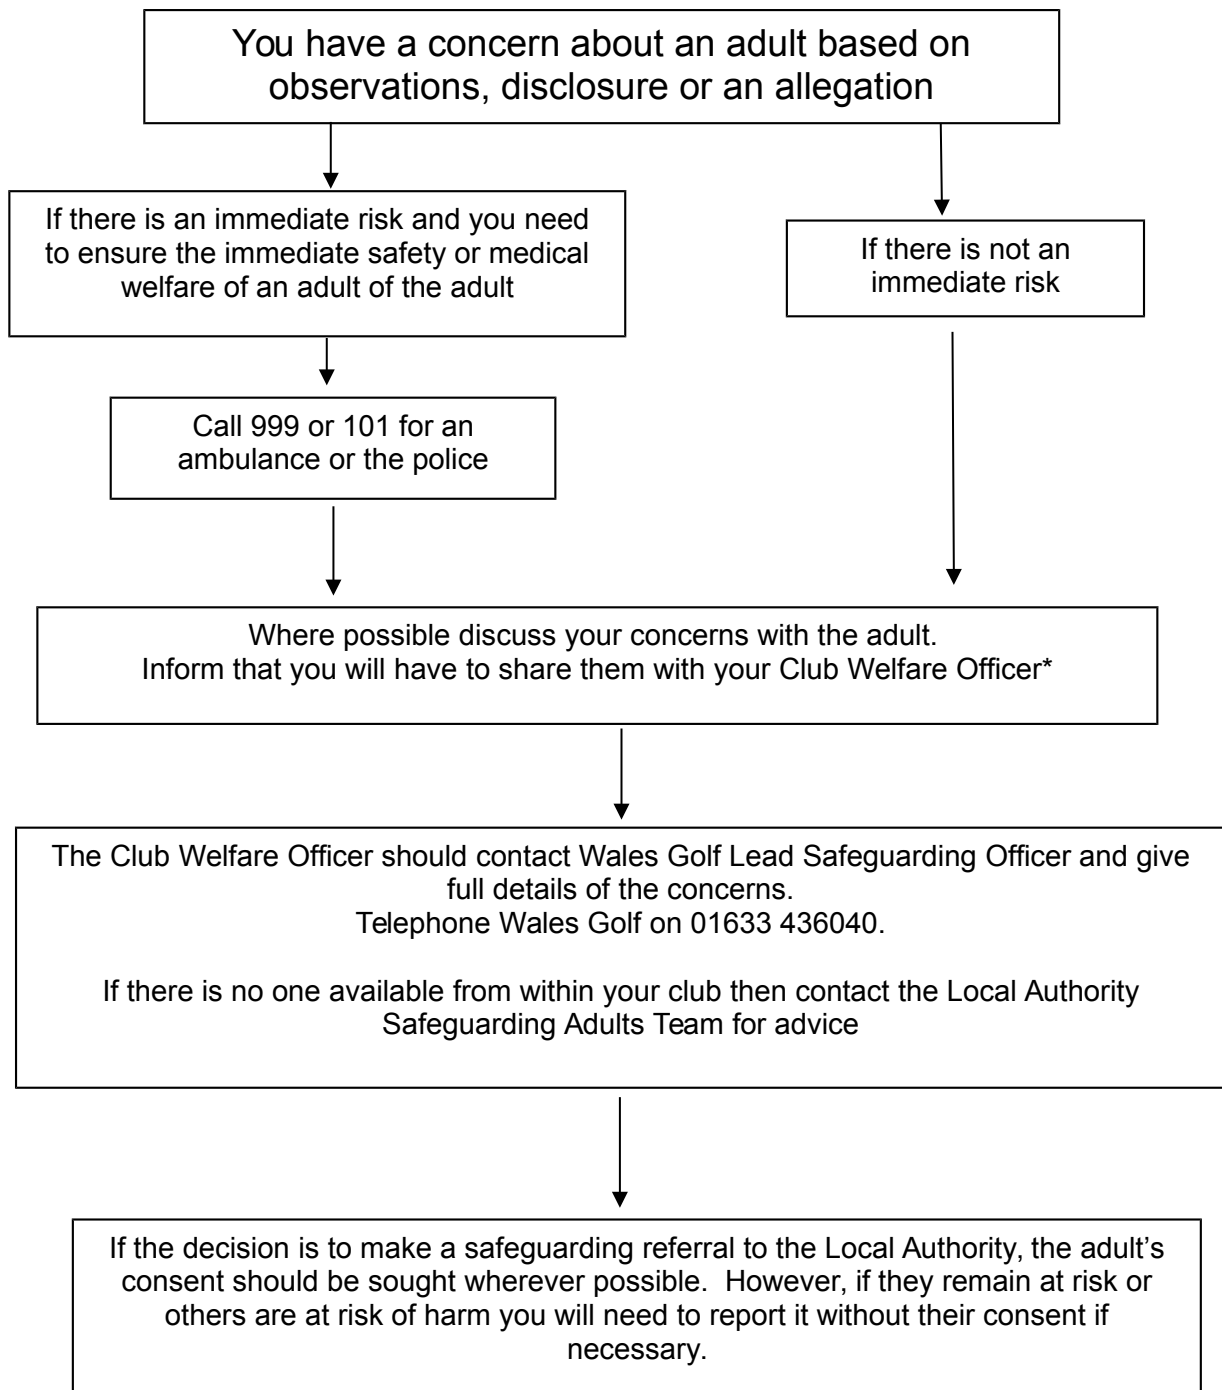 You have a concern about an adult based on
observations, disclosure or an allegation
If there is an immediate risk and you need
to ensure the immediate safety or medical
welfare of an adult of the adult
If there is not an
immediate risk
Call 999 or 101 for an
ambulance or the police
Where possible discuss your concerns with the adult.
Inform that you will have to share them with your Club Welfare Officer*
The Club Welfare Officer should contact Wales Golf Lead Safeguarding Officer and give
full details of the concerns.
Telephone Wales Golf on 01633 436040.
If there is no one available from within your club then contact the Local Authority
Safeguarding Adults Team for advice
If the decision is to make a safeguarding referral to the Local Authority, the adult’s
consent should be sought wherever possible.  However, if they remain at risk or
others are at risk of harm you will need to report it without their consent if
necessary.